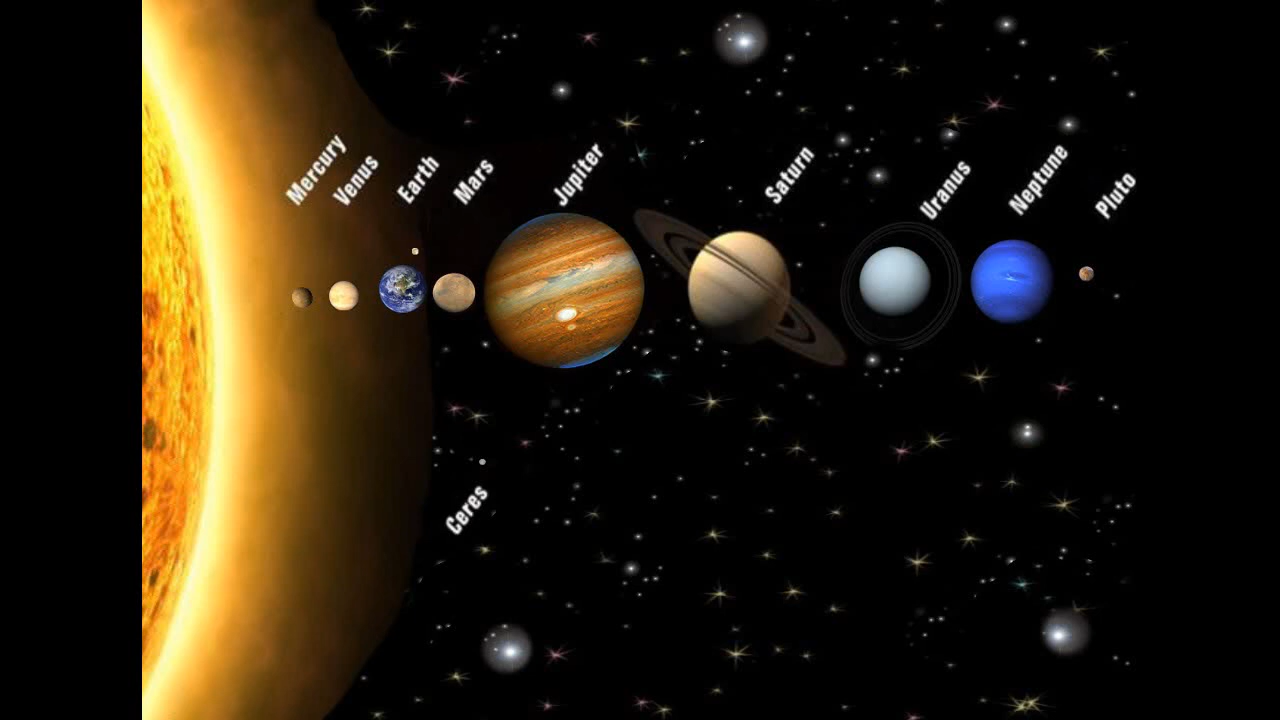 Mercury
Venus
Earth
Mars
Jupiter
Saturn
Uranus
Neptune
Pluto
Ceres